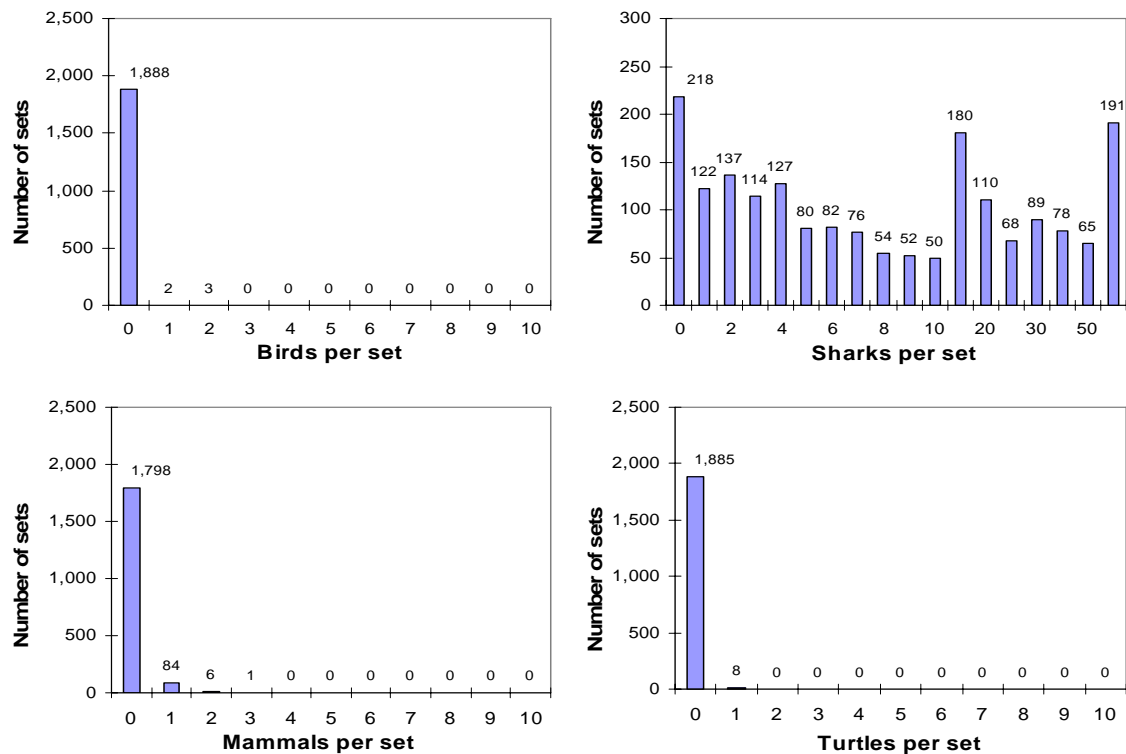 2,500
2,000
1,500
1,000
500
0
Number of sets
1,888
2 3 0 0 0 0 0 0 0 0
0 1 2 3 4 5 6 7 8 9 10
Birds per set
300
250
200
150
100
50
0
Number of sets
218 122 137 114 127 80 82 76 54 52 50 180 110 68 89 78 65 191
0 2 4 6 8 10 20 30 50
Sharks per set
2,500
2,000
1,500
1,000
500
0
Number of sets
1,798
84 6 1 0 0 0 0 0 0 0
0 1 2 3 4 5 6 7 8 9 10
Mammals per set
2,500
2,000
1,500
1,000
500
0
Number of sets
1,885
8 0 0 0 0 0 0 0 0 0
0 1 2 3 4 5 6 7 8 9 10
Turtles per set